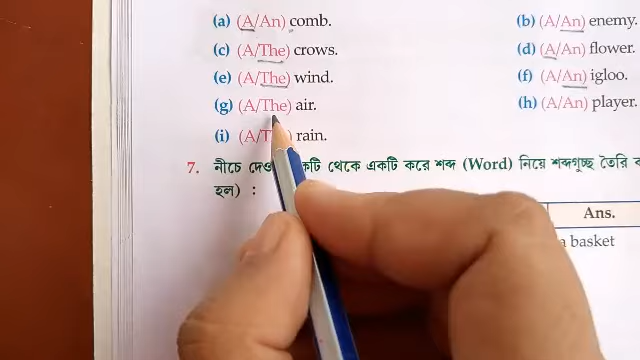 (a) (A/An) comb. (b) (A/An) enemy.
(c) (A/The) crows. (d) (A/An) flower.
(e) (A/The) wind. (f) (A/An) igloo.
(g) (A/The) air. (h) (A/An) player.
(i) rain.
7. নীচে থেকে একটি করে শব্দ (Word) নিয়ে শব্দগুচ্ছ তৈরি
হল) :
Ans.
a basket